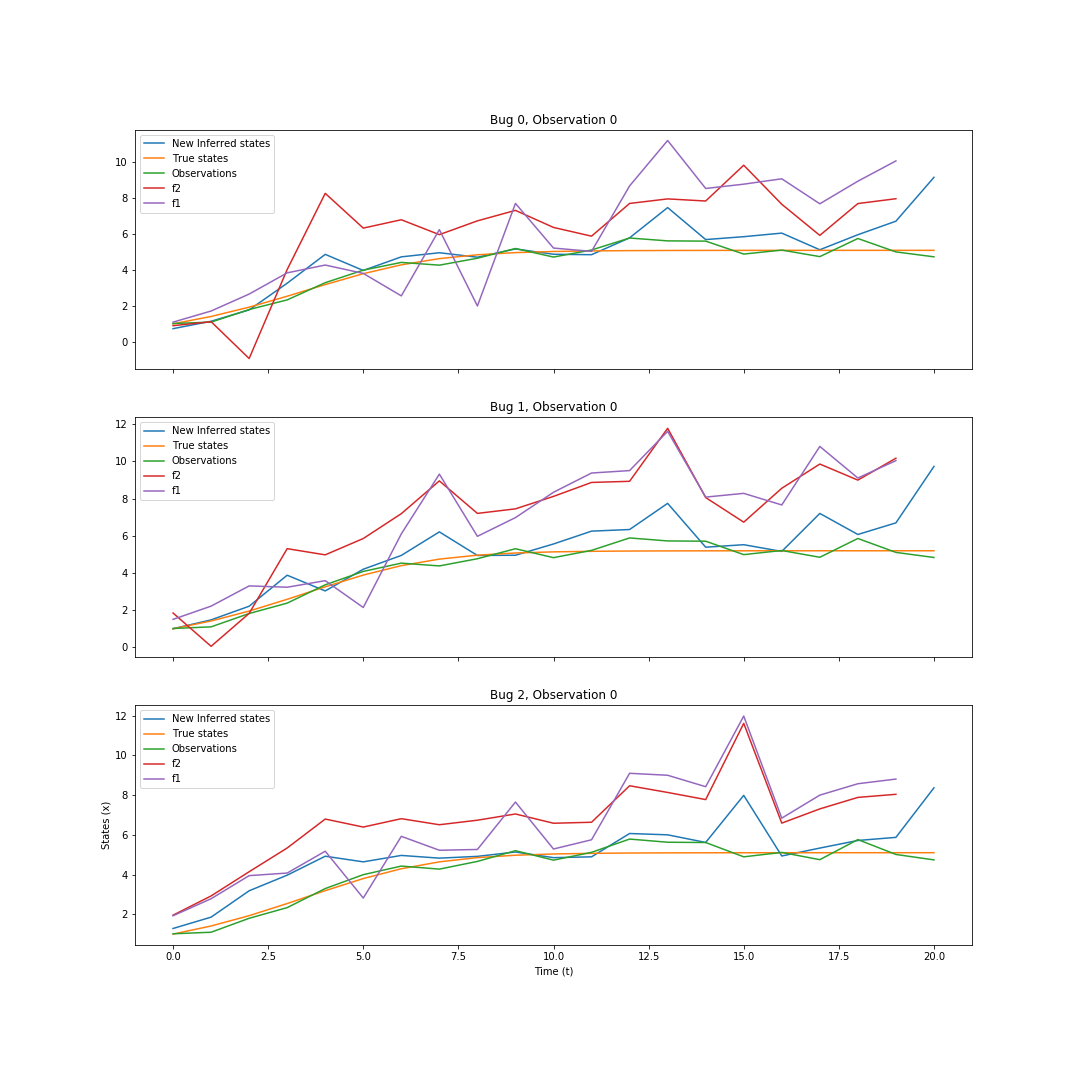 Bug 0, Observation 0
New Inferred states
True states
Observations
f2
f1
10
8
6
4
2
0
Bug 1, Observation 0
New Inferred states
True states
Observations
f2
f1
12
10
8
6
4
2
0
Bug 2, Observation 0
New Inferred states
True states
Observations
f2
f1
12
10
8
6
4
2
States (x)
0.0 2.5 5.0 7.5 10.0 12.5 15.0 17.5 20.0
Time (t)